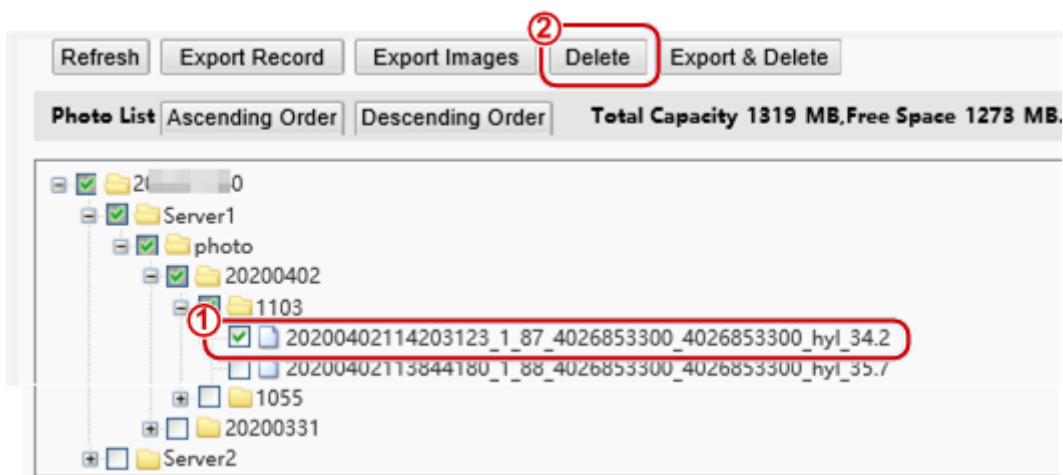 ②
Refresh Export Record Export Images Delete Export & Delete
Photo List Ascending Order Descending Order Total Capacity 1319 MB,Free Space 1273 MB.
Server1
photo
20200402
1103
①
20200402114203123_1_87_4026853300_4026853300_hyl_34.2
20200402113844180_1_88_4026853300_4026853300_hyl_35.7
1055
20200331
Server2